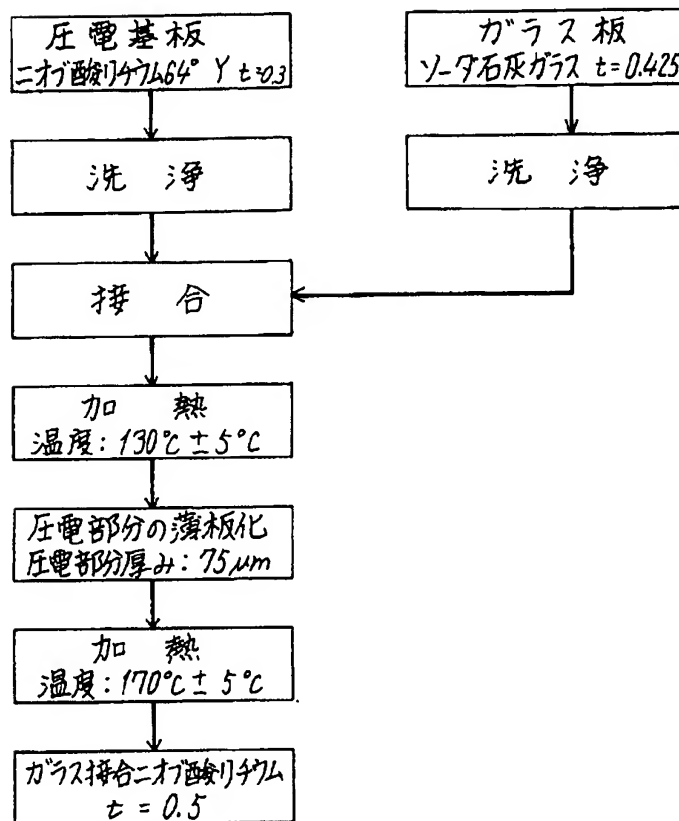 圧電基板
ニオブ酸リチウム64° Y t=0.3
ガラス板
ソーダ石灰ガラス t=0.425
洗浄
洗浄
接合
加熱
温度:130℃±5℃
圧電部分の薄板化
圧電部分厚み:75μm
加熱
温度:170℃±5℃
ガラス接合ニオブ酸リチウム
t=0.5